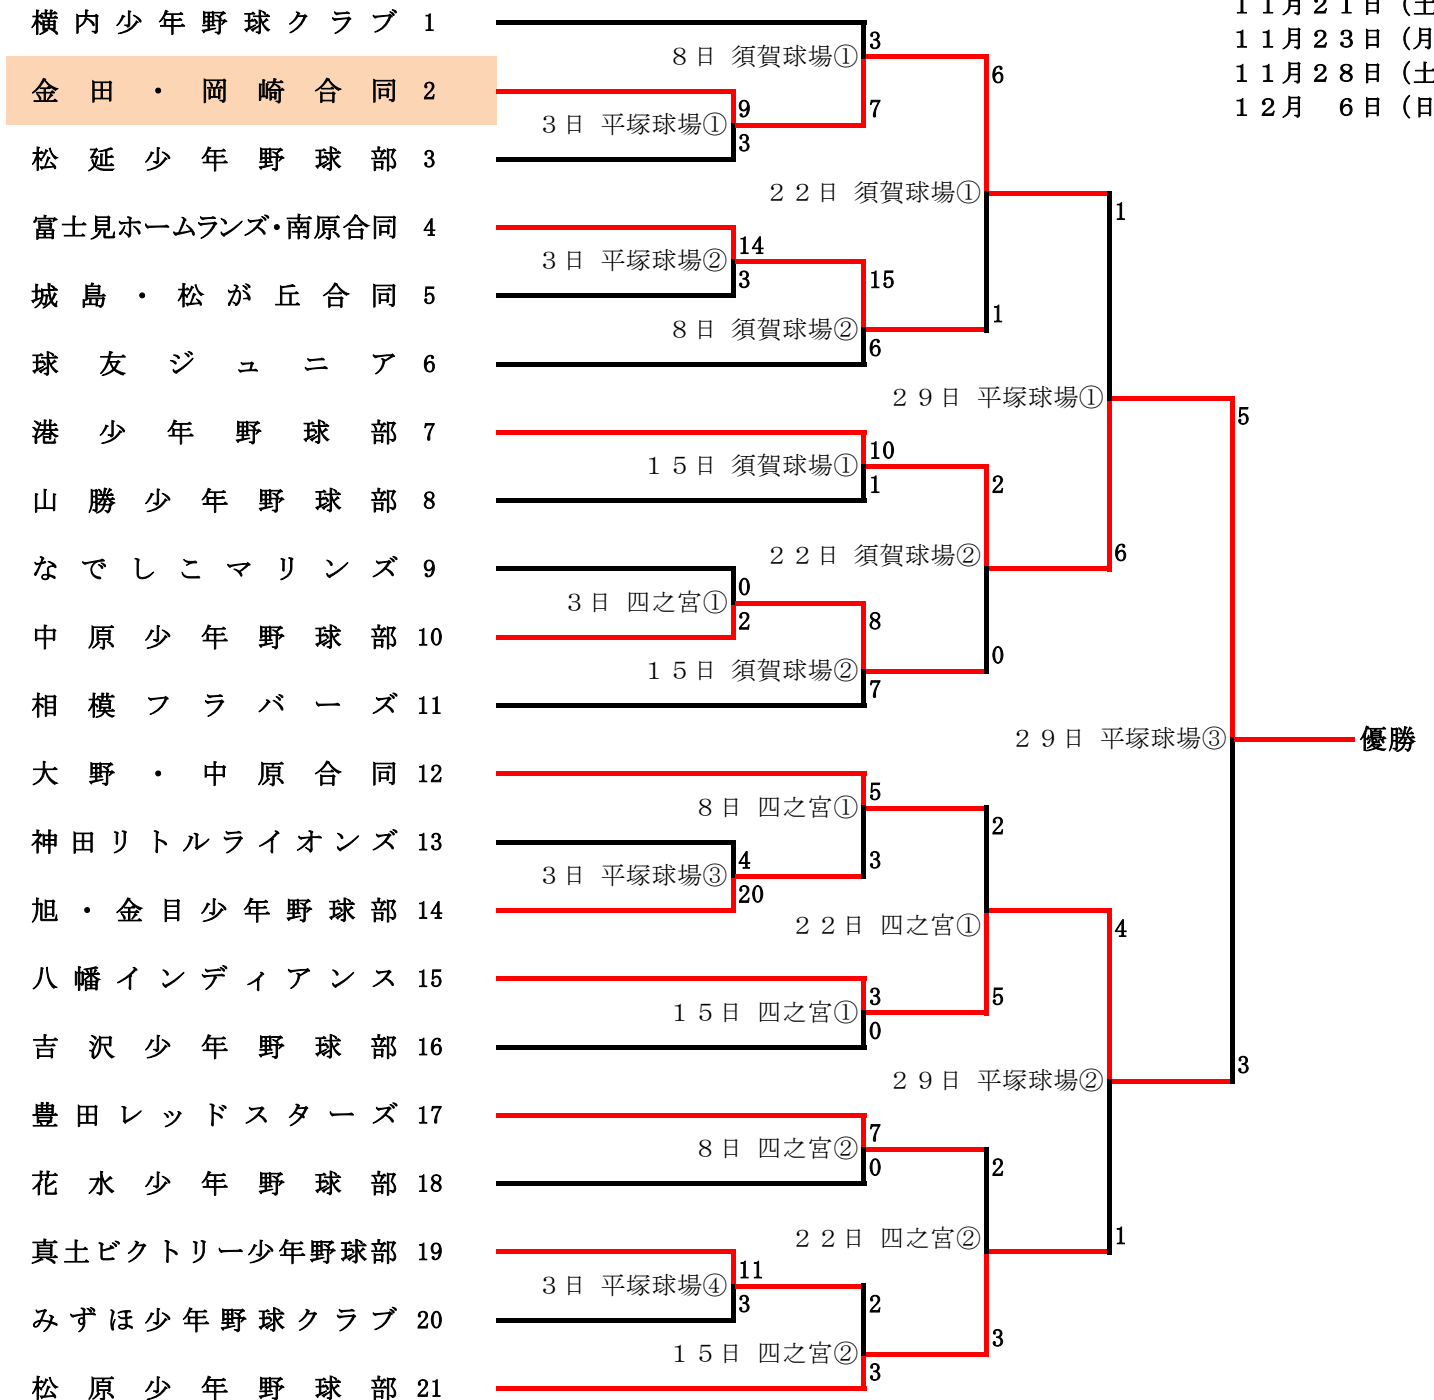 １１月２１日（土
１１月２３日（月
１１月２８日（土
１２月　６日（日
横内少年野球クラブ 1
金田・岡崎合同 2
松延少年野球部 3
富士見ホームランズ・南原合同 4
城島・松が丘合同 5
球友ジュニア 6
港少年野球部 7
山勝少年野球部 8
なでしこマリンズ 9
中原少年野球部 10
相模フラバーズ 11
大野・中原合同 12
神田リトルライオンズ 13
旭・金目少年野球部 14
八幡インディアンス 15
吉沢少年野球部 16
豊田レッドスターズ 17
花水少年野球部 18
真土ビクトリー少年野球部 19
みずほ少年野球クラブ 20
松原少年野球部 21
３日 平塚球場①
9
3
３日 平塚球場②
14
3
３日 四之宮①
0
2
３日 平塚球場③
4
20
３日 平塚球場④
11
3
８日 須賀球場①
3
7
８日 須賀球場②
15
6
１５日 須賀球場①
10
1
１５日 須賀球場②
8
7
８日 四之宮①
5
3
１５日 四之宮①
3
0
８日 四之宮②
7
0
１５日 四之宮②
2
3
２２日 須賀球場①
6
1
２２日 須賀球場②
2
0
２２日 四之宮①
2
5
２２日 四之宮②
2
3
２９日 平塚球場①
1
6
２９日 平塚球場②
4
1
２９日 平塚球場③
5
3
優勝